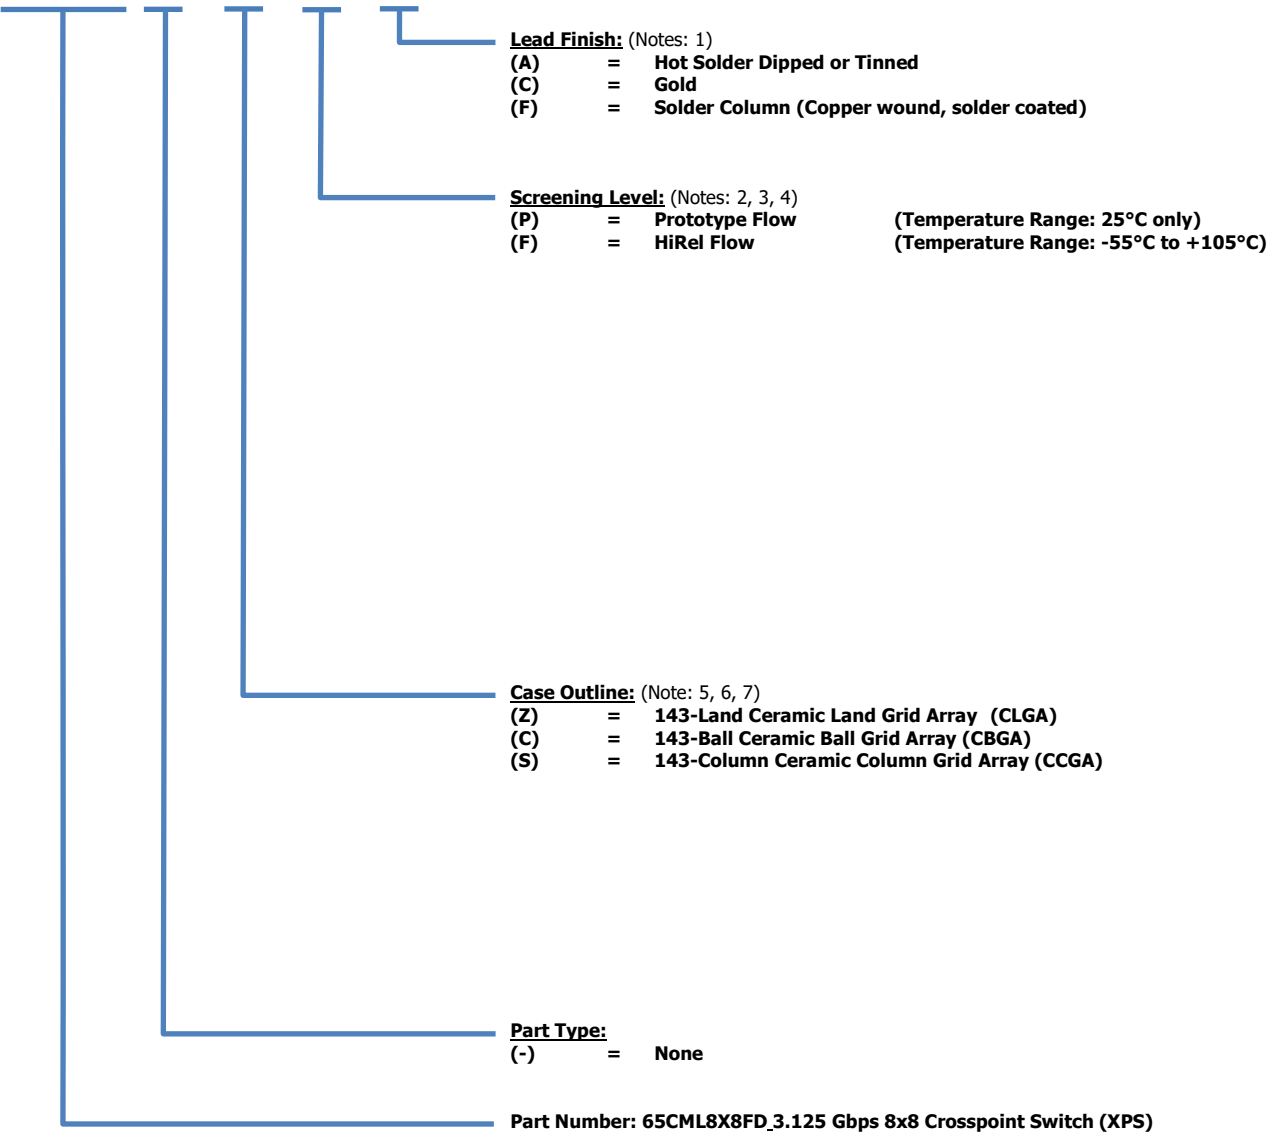 Lead Finish: (Notes: 1)
(A) = Hot Solder Dipped or Tinned
(C) = Gold
(F) = Solder Column (Copper wound, solder coated)
Screening Level: (Notes: 2, 3, 4)
(P) = Prototype Flow (Temperature Range: 25°C only)
(F) = HiRel Flow (Temperature Range: -55°C to +105°C)
Case Outline: (Note: 5, 6, 7)
(Z) = 143-Land Ceramic Land Grid Array (CLGA)
(C) = 143-Ball Ceramic Ball Grid Array (CBGA)
(S) = 143-Column Ceramic Column Grid Array (CCGA)
Part Type:
(-) = None
Part Number: 65CML8X8FD 3.125 Gbps 8x8 Crosspoint Switch (XPS)